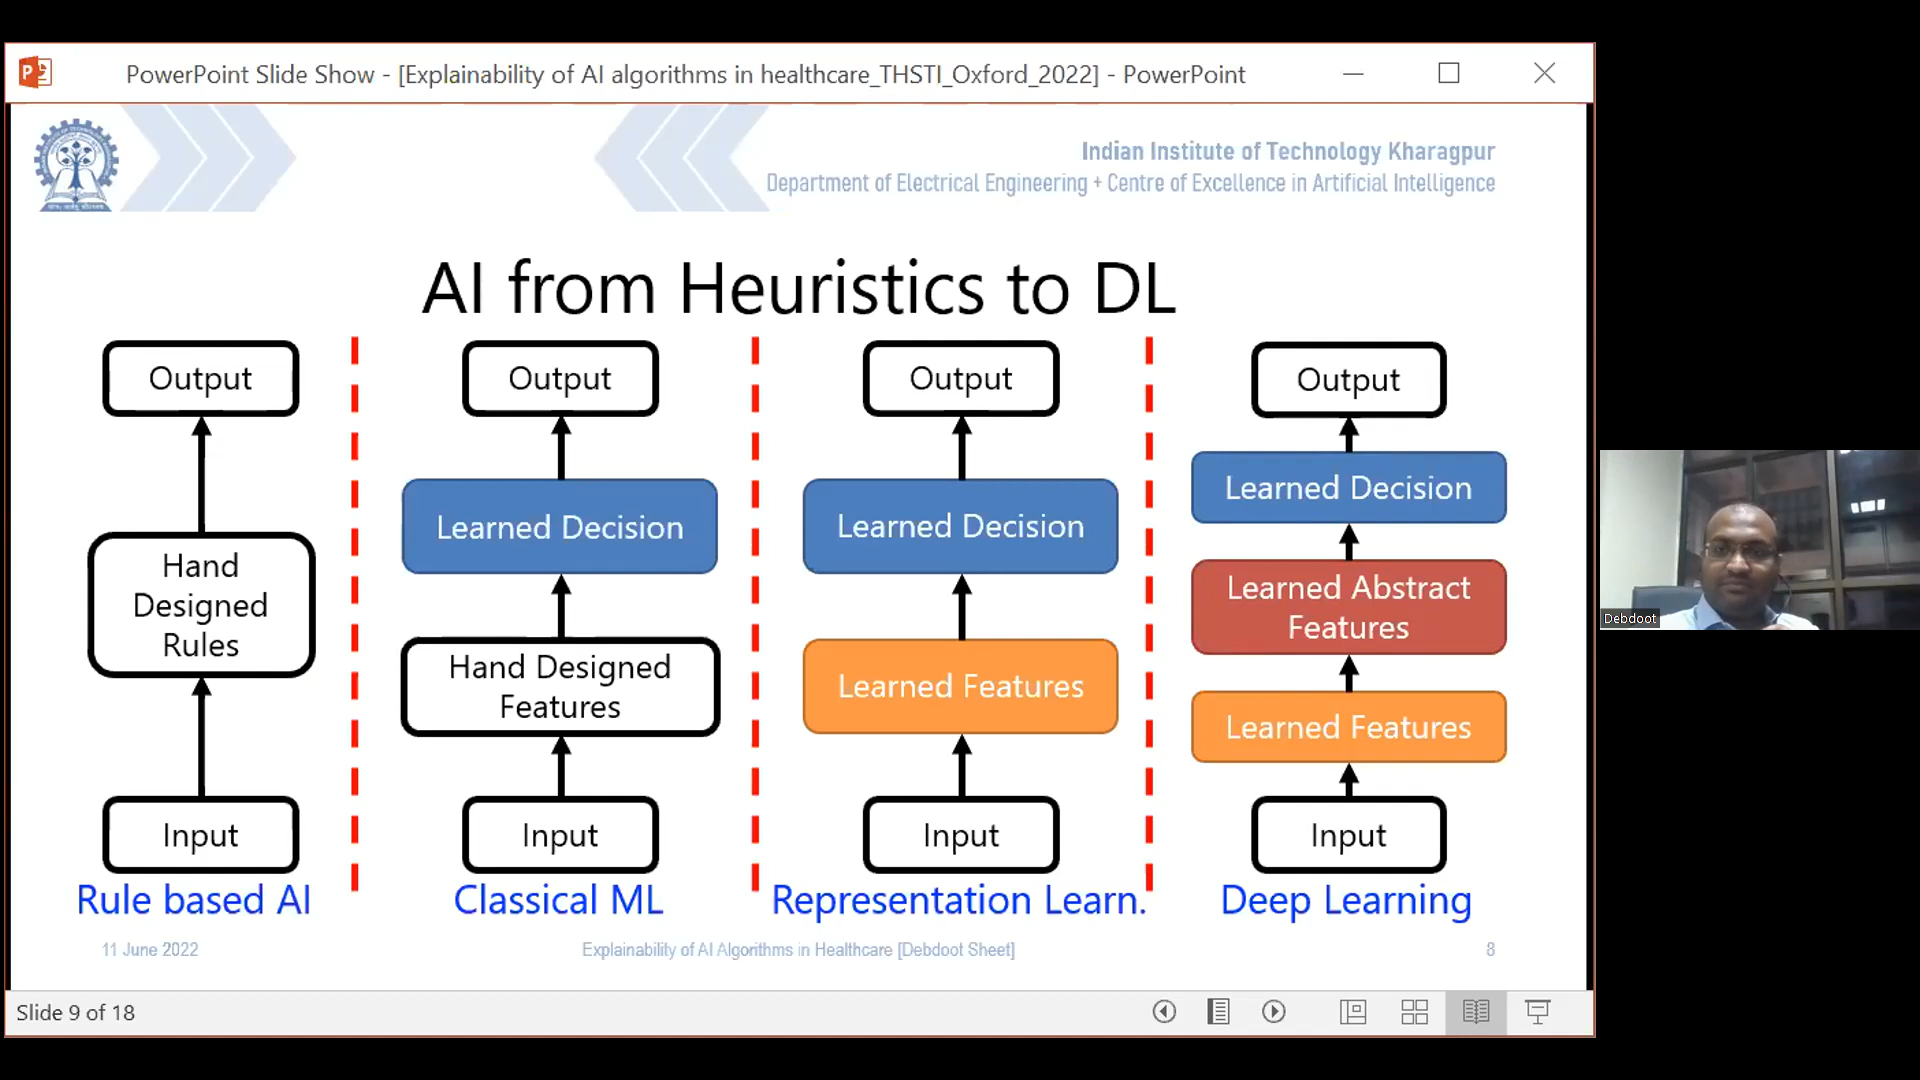 PowerPoint Slide Show - [Explainability of AI algorithms in healthcare_THSTI_Oxford_2022] - PowerPoint
Indian Institute of Technology Kharagpur
Department of Electrical Engineering + Centre of Excellence in Artificial Intelligence
AI from Heuristics to DL
Output
Hand
Designed
Rules
Input
Rule based AI
Output
Learned Decision
Hand Designed
Features
Input
Classical ML
Output
Learned Decision
Learned Features
Input
Representation Learn.
Output
Learned Decision
Learned Abstract
Features
Learned Features
Input
Deep Learning
11 June 2022
Explainability of AI Algorithms in Healthcare [Debdoot Sheet]
8
Slide 9 of 18
Debdoot